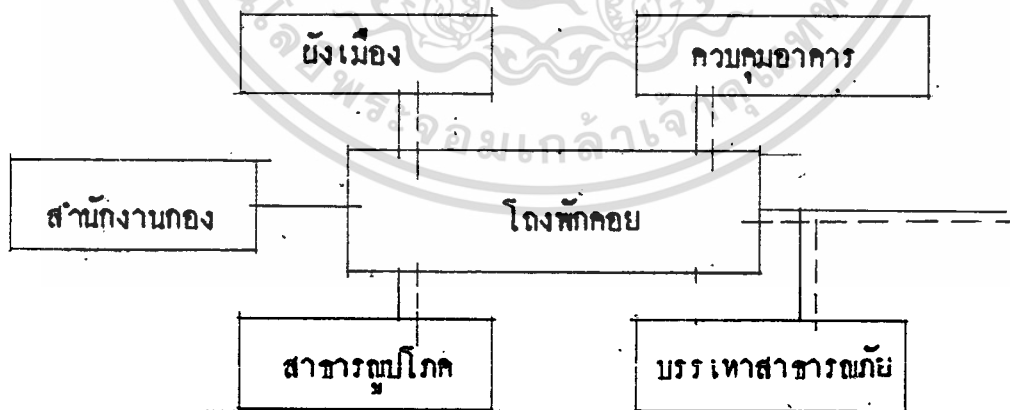 ผังเมือง
ควบคุมอาคาร
สำนักงานกอง
โถงพักคอย
สาธารณูปโภค
บรรเทาสาธารณภัย